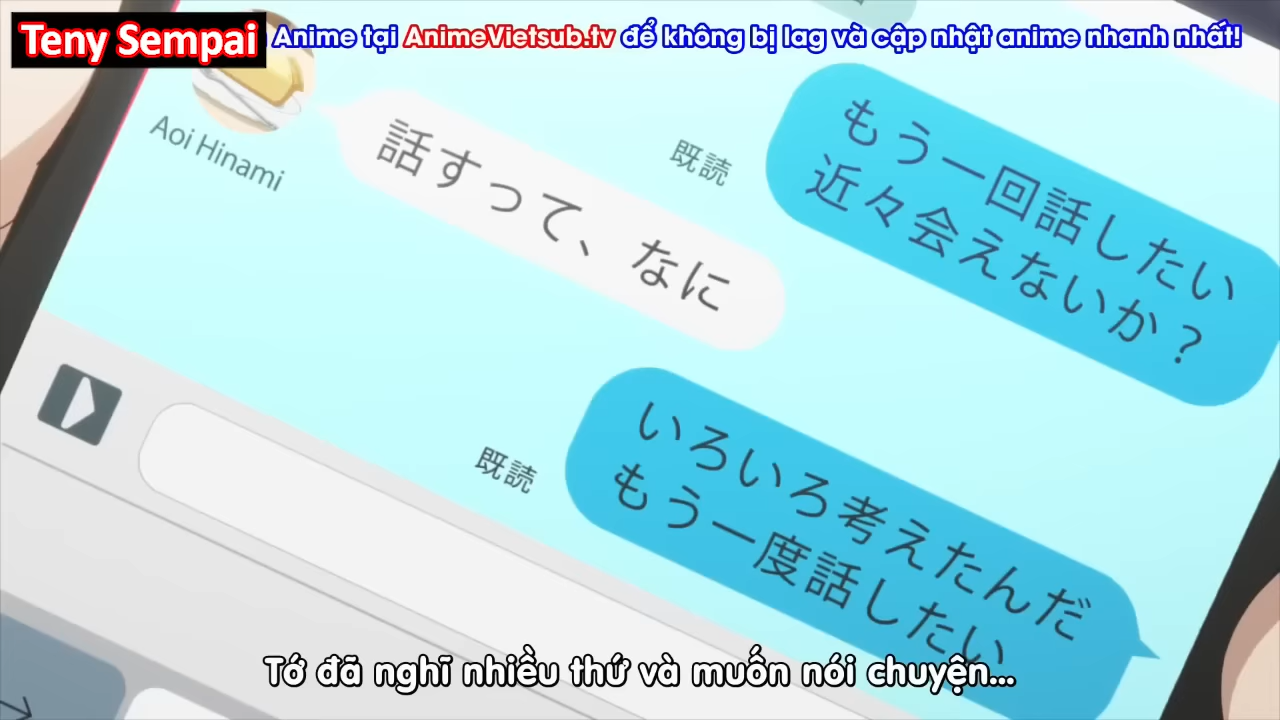 Teny Sempai
Anime tại AnimeVietsub.tv để không bị lag và cập nhật anime nhanh nhất!
もう一回話したい
近々会えないか？
既読
Aoi Hinami
話すって、なに
いろいろ考えたんだ
もう一度話したい
既読
Tớ đã nghĩ nhiều thứ và muốn nói chuyện...